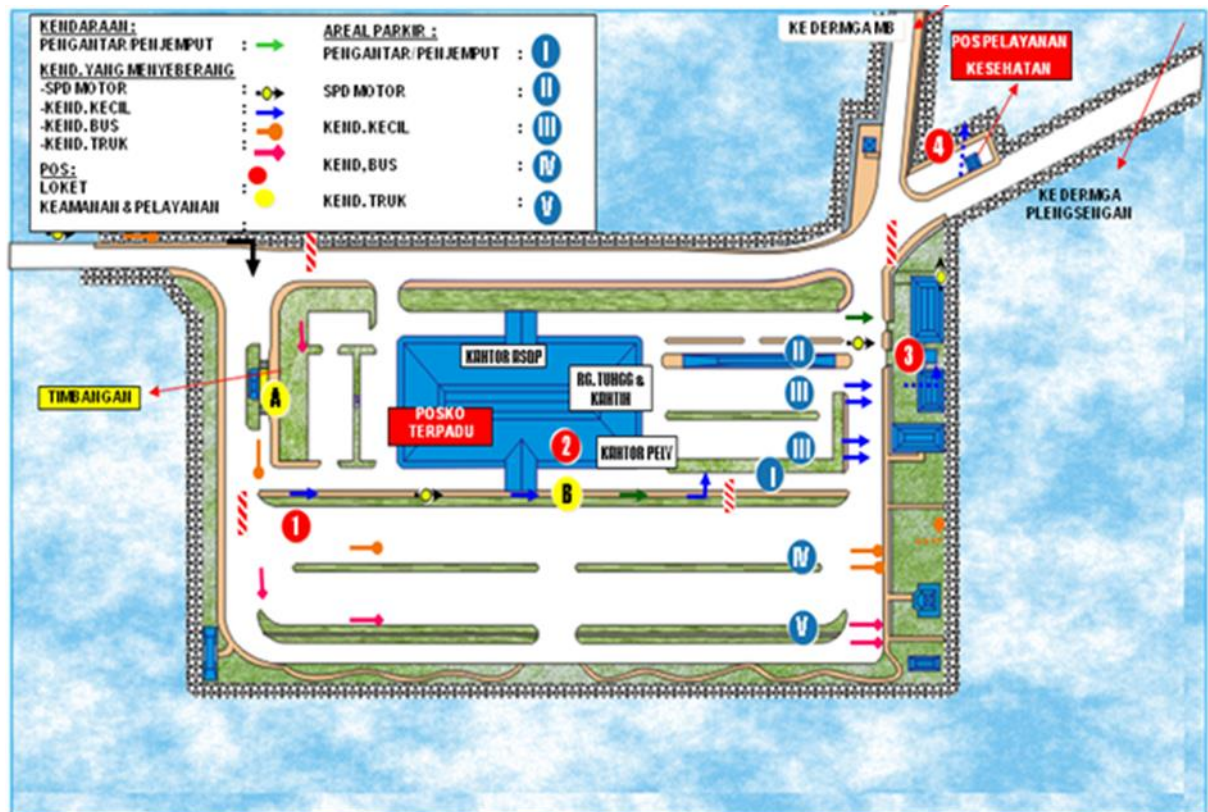 KENDARAAN :
PENGANTAR/PENJEMPUT :
KEND. YANG MENYEBERANG
-SPD MOTOR :
-KEND. KECIL :
-KEND. BUS :
-KEND. TRUK :
POS:
LOKET :
KEAMANAN & PELAYANAN :
AREAL PARKIR :
PENGANTAR/PENJEMPUT : I
SPD MOTOR : II
KEND. KECIL : III
KEND, BUS : IV
KEND. TRUK : V
KE DERMGA MB
POS PELAYANAN
KESEHATAN
4
KE DERMGA
PLENGSENGAN
TIMBANGAN
A
KANTOR ASDP
RG. TUNGG &
KANTIN
POSKO
TERPADU
2
KANTOR PELY
II
III
3
III
I
B
1
IV
V